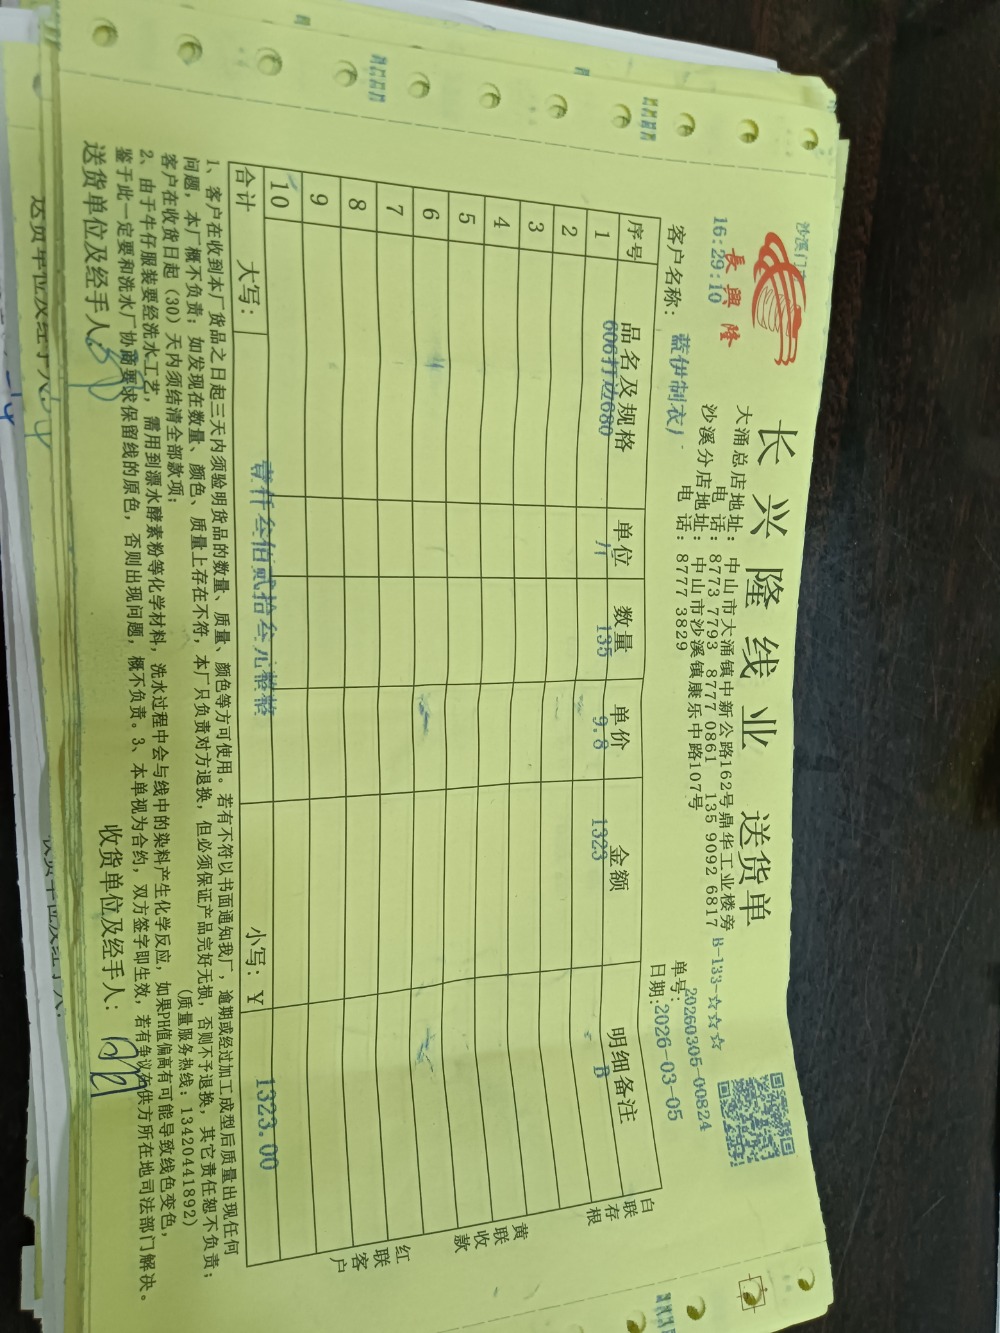 沙溪门
16:29:10
長興隆
长兴隆线业 送货单
大涌总店地址: 中山市大涌镇中新公路162号鼎华工业楼旁
电 话: 8773 7793 8777 0861 135 9092 6817
沙溪分店地址: 中山市沙溪镇康乐中路107号
电 话: 8777 3829
B-133-☆☆☆
单号: 20260305-00824
日期: 2026-03-05
客户名称: 蓝伊制衣厂
序号 品名及规格 单位 数量 单价 金额 明细备注
1 606打边680 斤 135 9.8 1323 B
2
3
4
5
6
7
8
9
10
合计 大写: 壹仟叁佰贰拾叁元整整 小写: Y 1323.00
白联存根
黄联收款
红联客户
1、客户在收到本厂货品之日起三天内须验明货品的数量、质量、颜色等方可使用。若有不符以书面通知我厂, 逾期或经过加工成型后质量出现任何
问题, 本厂概不负责; 如发现在数量、颜色、质量上存在不符, 本厂只负责对方退换, 但必须保证产品完好无损, 否则不予退换, 其它责任恕不负责;
客户在收货日起 (30) 天内须结清全部款项; (质量服务热线: 13420441892)
2、由于牛仔服装要经洗水工艺, 需用到漂水酵素粉等化学材料, 洗水过程中会与线中的染料产生化学反应, 如果PH值偏高有可能导致线色变色,
鉴于此一定要和洗水厂协商要求保留线的原色, 否则出现问题, 概不负责。3、本单视为合约, 双方签字即生效, 若有争议在供方所在地司法部门解决。
送货单位及经手人: 收货单位及经手人: